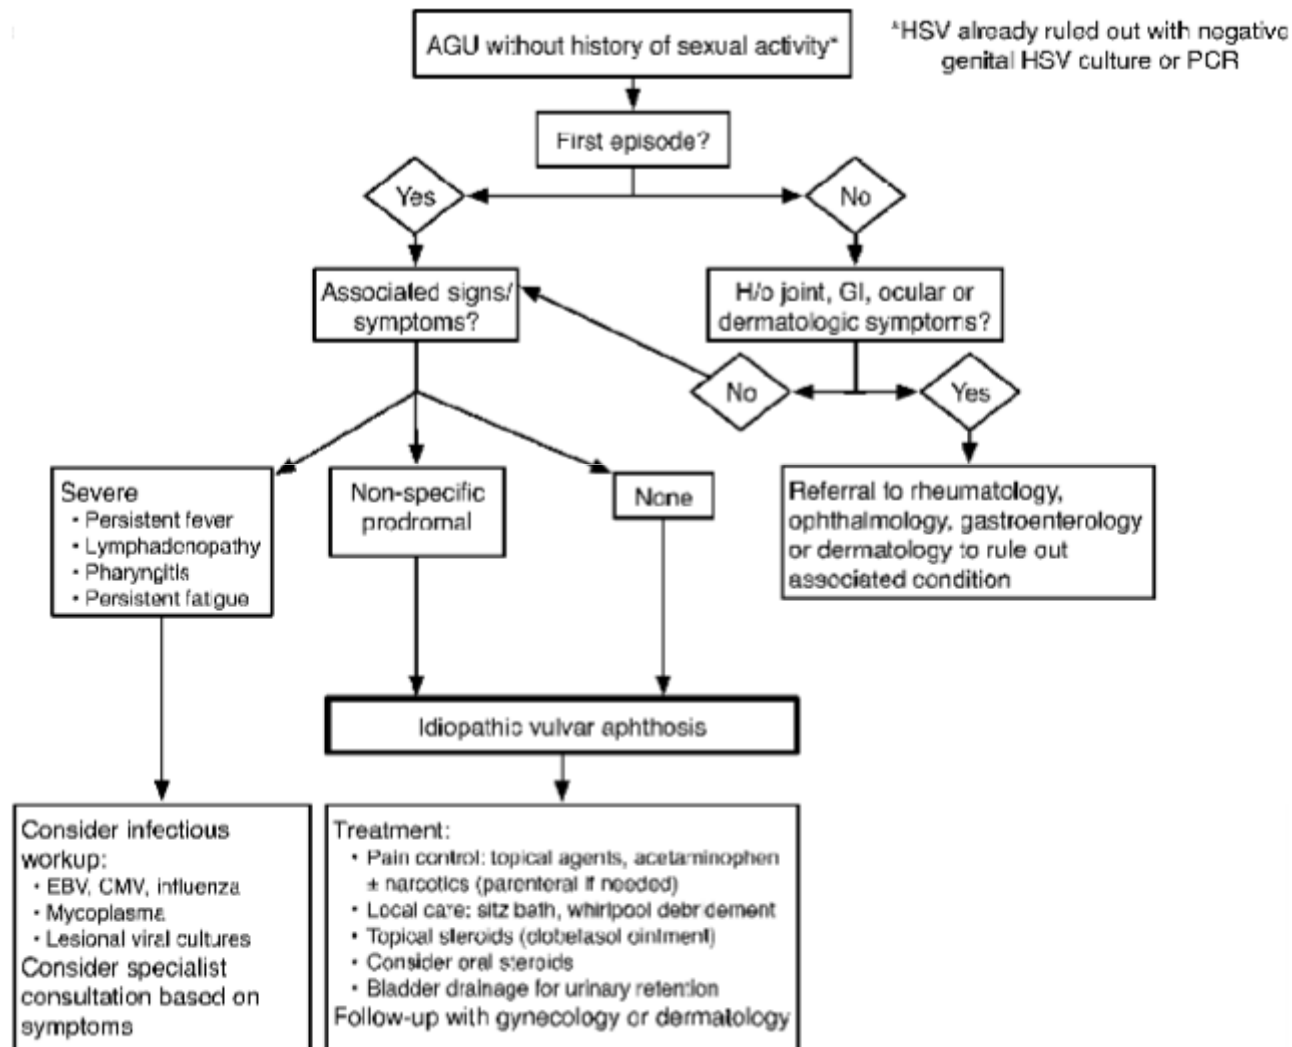 AGU without history of sexual activity*
*HSV already ruled out with negative
genital HSV culture or PCR
First episode?
Yes
No
Associated signs/
symptoms?
H/o joint, GI, ocular or
dermatologic symptoms?
No
Yes
Severe
• Persistent fever
• Lymphadenopathy
• Pharyngitis
• Persistent fatigue
Non-specific
prodromal
None
Referral to rheumatology,
ophthalmology, gastroenterology
or dermatology to rule out
associated condition
Idiopathic vulvar aphthosis
Consider infectious
workup:
• EBV, CMV, influenza
• Mycoplasma
• Lesional viral cultures
Consider specialist
consultation based on
symptoms
Treatment:
• Pain control: topical agents, acetaminophen
± narcotics (parenteral if needed)
• Local care: sitz bath, whirlpool debridement
• Topical steroids (clobetasol ointment)
• Consider oral steroids
• Bladder drainage for urinary retention
Follow-up with gynecology or dermatology